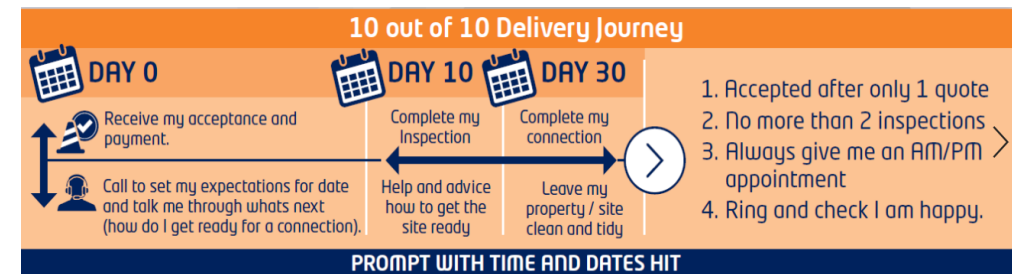 10 out of 10 Delivery Journey
DAY 0
Receive my acceptance and
payment.
Call to set my expectations for date
and talk me through whats next
(how do I get ready for a connection).
DAY 10
Complete my
Inspection
Help and advice
how to get the
site ready
DAY 30
Complete my
connection
Leave my
property / site
clean and tidy
1. Accepted after only 1 quote
2. No more than 2 inspections
3. Always give me an AM/PM
appointment
4. Ring and check I am happy.
PROMPT WITH TIME AND DATES HIT